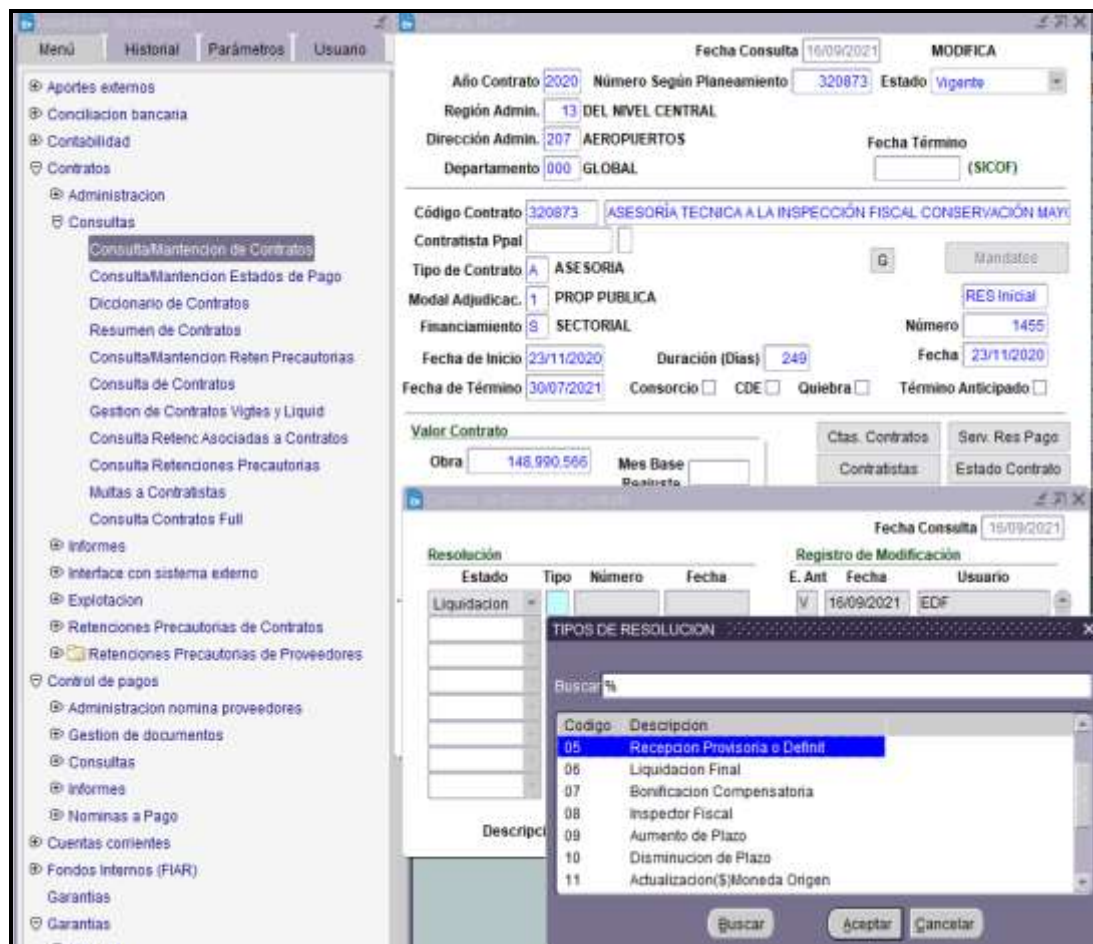 Menú Historial Parámetros Usuario
Aportes externos
Conciliacion bancaria
Contabilidad
Contratos
Administracion
Consultas
Consulta/Mantencion de Contratos
Consulta/Mantencion Estados de Pago
Diccionario de Contratos
Resumen de Contratos
Consulta/Mantencion Reten Precautorias
Consulta de Contratos
Gestion de Contratos Vigtes y Liquid
Consulta Retenc Asociadas a Contratos
Consulta Retenciones Precautorias
Multas a Contratistas
Consulta Contratos Full
Informes
Interface con sistema externo
Explotacion
Retenciones Precautorias de Contratos
Retenciones Precautorias de Proveedores
Control de pagos
Administracion nomina proveedores
Gestion de documentos
Consultas
Informes
Nominas a Pago
Cuentas corrientes
Fondos Internos (FIAR)
Garantias
Garantias
Fecha Consulta 16/09/2021 MODIFICA
Año Contrato 2020 Número Según Planeamiento 320873 Estado Vigente
Región Admin. 13 DEL NIVEL CENTRAL
Dirección Admin. 207 AEROPUERTOS Fecha Término
Departamento 000 GLOBAL (SICOF)
Código Contrato 320873 ASESORÍA TECNICA A LA INSPECCIÓN FISCAL CONSERVACIÓN MAYO
Contratista Ppal
Tipo de Contrato A ASESORIA G Mandatos
Modal Adjudicac. 1 PROP PUBLICA RES Inicial
Financiamiento S SECTORIAL Número 1455
Fecha de Inicio 23/11/2020 Duración (Dias) 249 Fecha 23/11/2020
Fecha de Término 30/07/2021 Consorcio CDE Quiebra Término Anticipado
Valor Contrato Ctas. Contratos Serv. Res Pago
Obra 148,990,566 Mes Base Contratistas Estado Contrato
Reajuste
Fecha Consulta 16/09/2021
Resolución Registro de Modificación
Estado Tipo Número Fecha E. Ant Fecha Usuario
Liquidacion V 16/09/2021 EDF
TIPOS DE RESOLUCION
Buscar %
Codigo Descripcion
05 Recepcion Provisoria o Definit
06 Liquidacion Final
07 Bonificacion Compensatoria
08 Inspector Fiscal
09 Aumento de Plazo
10 Disminucion de Plazo
11 Actualizacion($)Moneda Origen
Descripci
Buscar Aceptar Cancelar